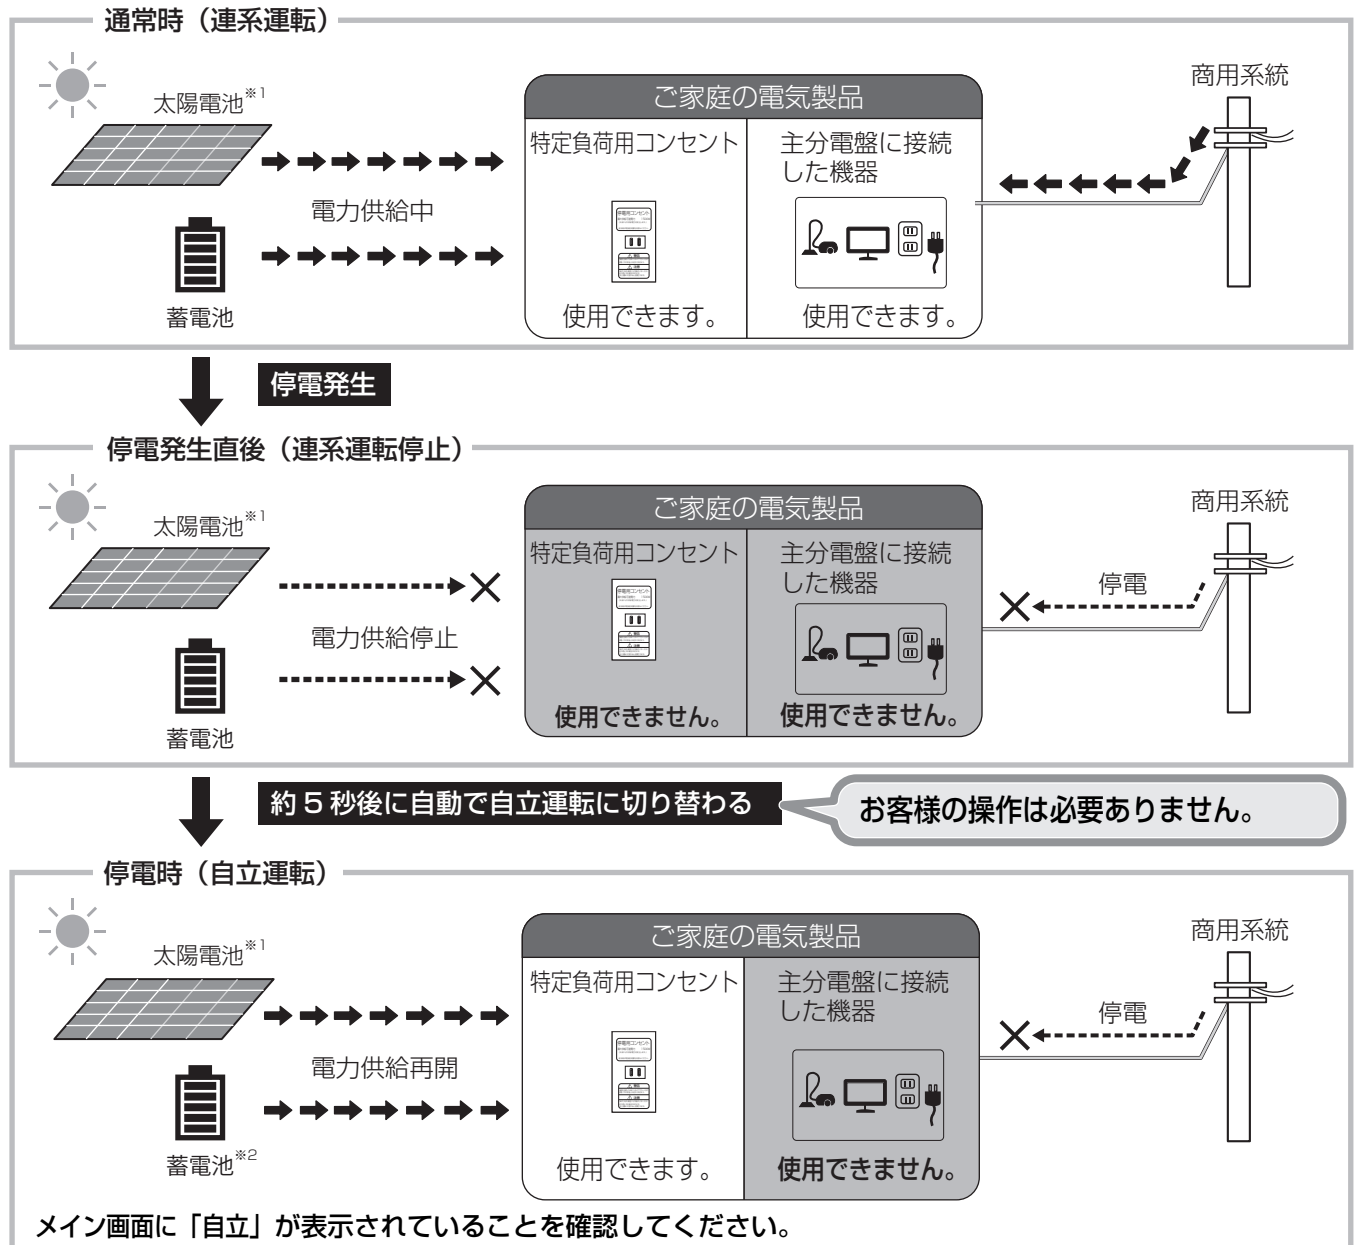 通常時（連系運転）
太陽電池※1
電力供給中
蓄電池
ご家庭の電気製品
特定負荷用コンセント
使用できます。
主分電盤に接続
した機器
使用できます。
商用系統
停電発生
停電発生直後（連系運転停止）
太陽電池※1
電力供給停止
蓄電池
ご家庭の電気製品
特定負荷用コンセント
使用できません。
主分電盤に接続
した機器
使用できません。
停電
商用系統
約5秒後に自動で自立運転に切り替わる
お客様の操作は必要ありません。
停電時（自立運転）
太陽電池※1
電力供給再開
蓄電池※2
ご家庭の電気製品
特定負荷用コンセント
使用できます。
主分電盤に接続
した機器
使用できません。
停電
商用系統
メイン画面に「自立」が表示されていることを確認してください。